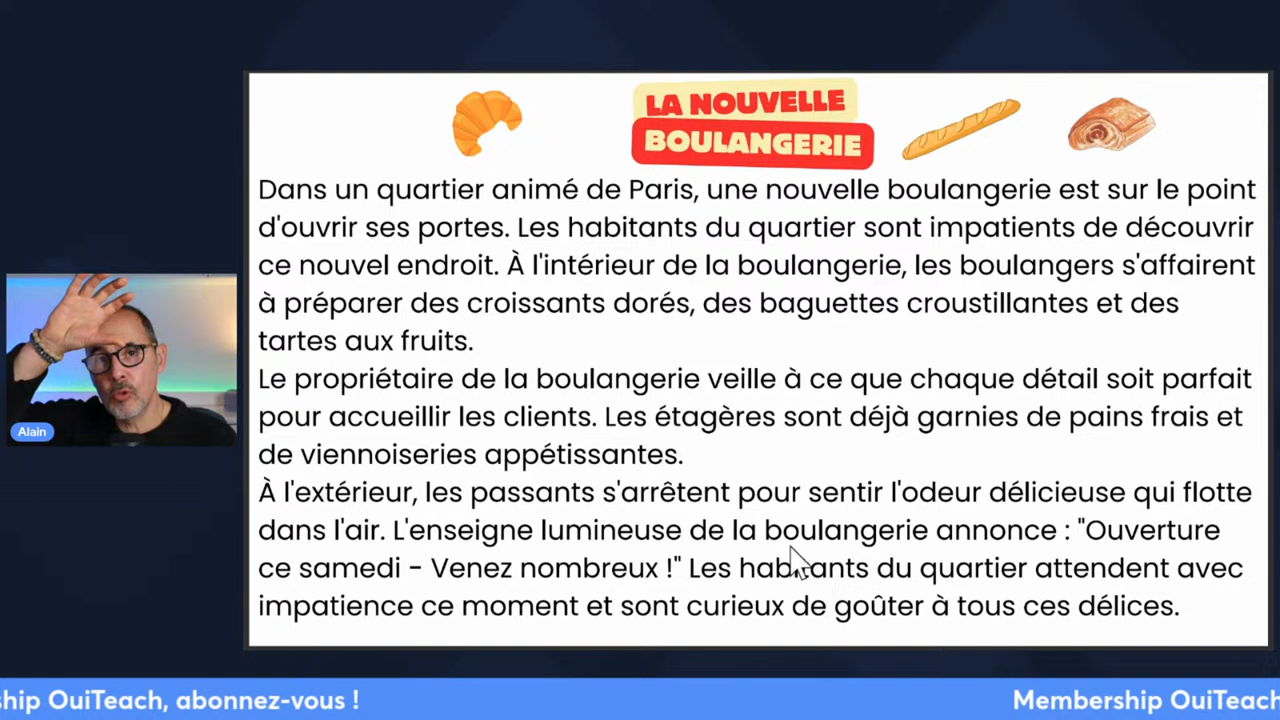 LA NOUVELLE
BOULANGERIE
Dans un quartier animé de Paris, une nouvelle boulangerie est sur le point
d'ouvrir ses portes. Les habitants du quartier sont impatients de découvrir
ce nouvel endroit. À l'intérieur de la boulangerie, les boulangers s'affairent
à préparer des croissants dorés, des baguettes croustillantes et des
tartes aux fruits.
Le propriétaire de la boulangerie veille à ce que chaque détail soit parfait
pour accueillir les clients. Les étagères sont déjà garnies de pains frais et
de viennoiseries appétissantes.
À l'extérieur, les passants s'arrêtent pour sentir l'odeur délicieuse qui flotte
dans l'air. L'enseigne lumineuse de la boulangerie annonce : "Ouverture
ce samedi - Venez nombreux !" Les habitants du quartier attendent avec
impatience ce moment et sont curieux de goûter à tous ces délices.
Alain
ship OuiTeach, abonnez-vous !
Membership OuiTeach